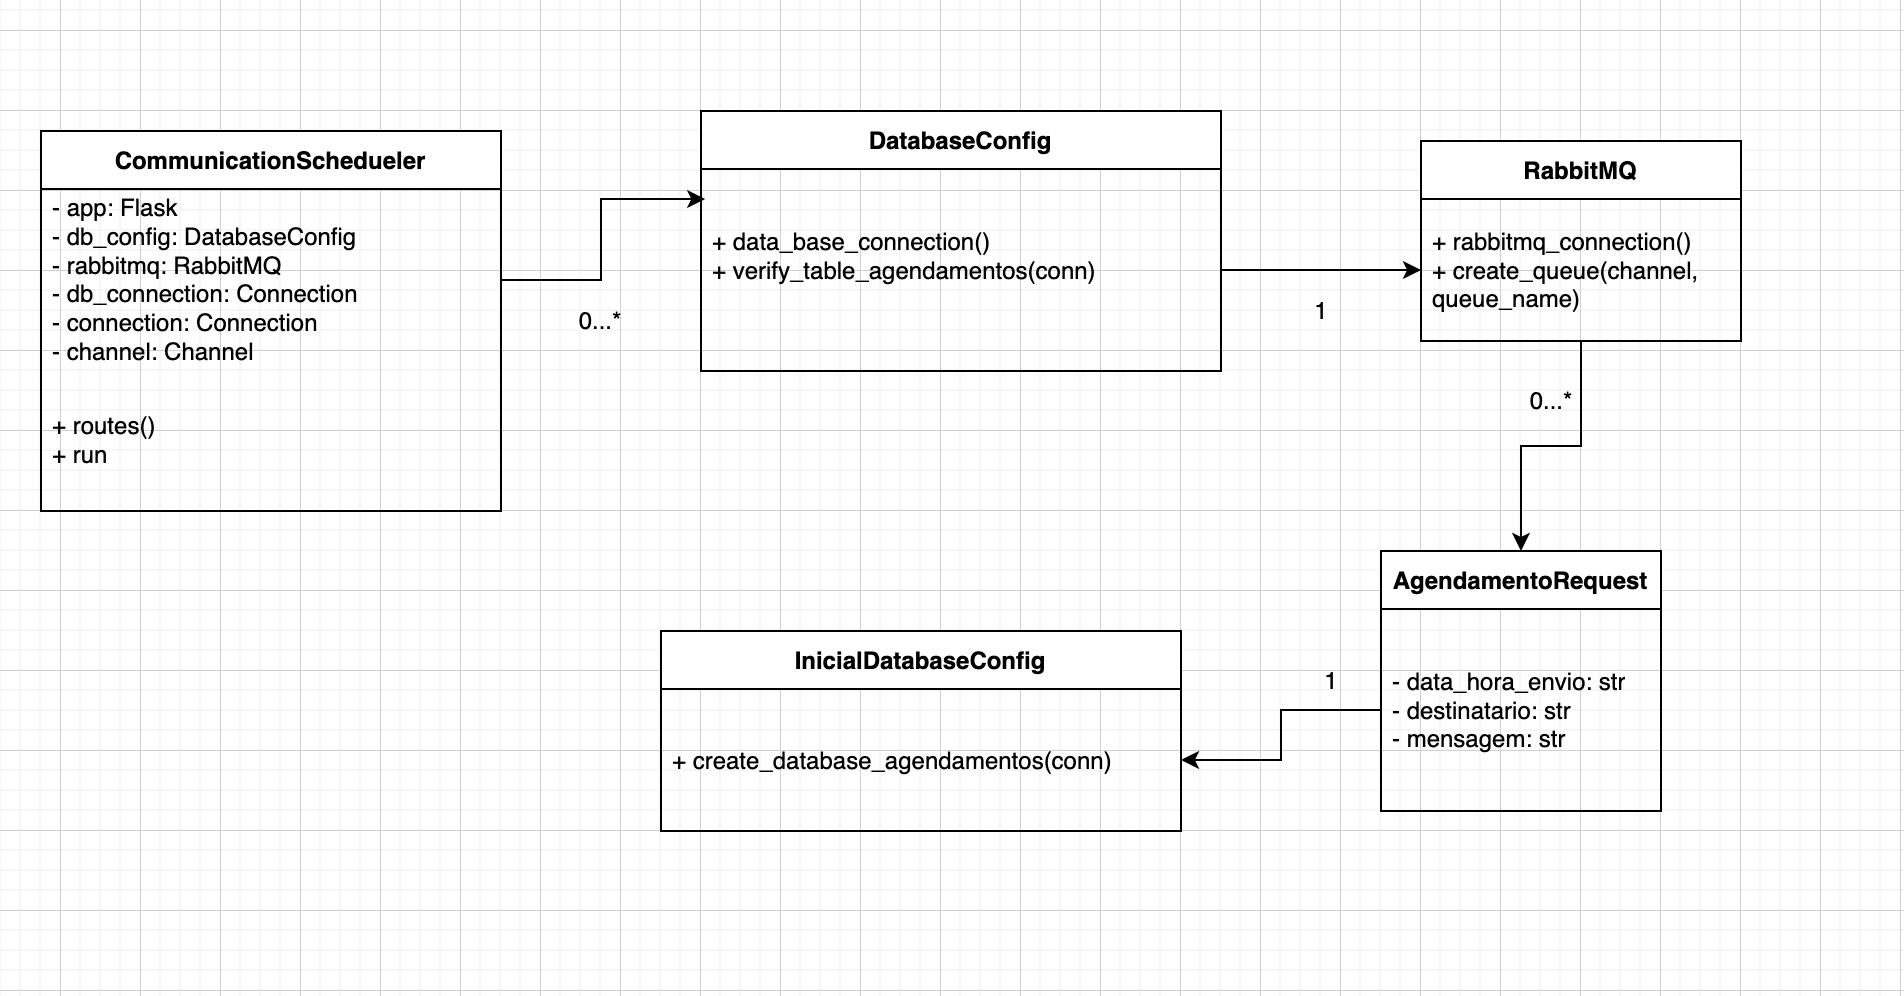 CommunicationSchedueler
- app: Flask
- db_config: DatabaseConfig
- rabbitmq: RabbitMQ
- db_connection: Connection
- connection: Connection
- channel: Channel
+ routes()
+ run
0...*
DatabaseConfig
+ data_base_connection()
+ verify_table_agendamentos(conn)
1
RabbitMQ
+ rabbitmq_connection()
+ create_queue(channel,
queue_name)
0...*
AgendamentoRequest
- data_hora_envio: str
- destinatario: str
- mensagem: str
1
InicialDatabaseConfig
+ create_database_agendamentos(conn)